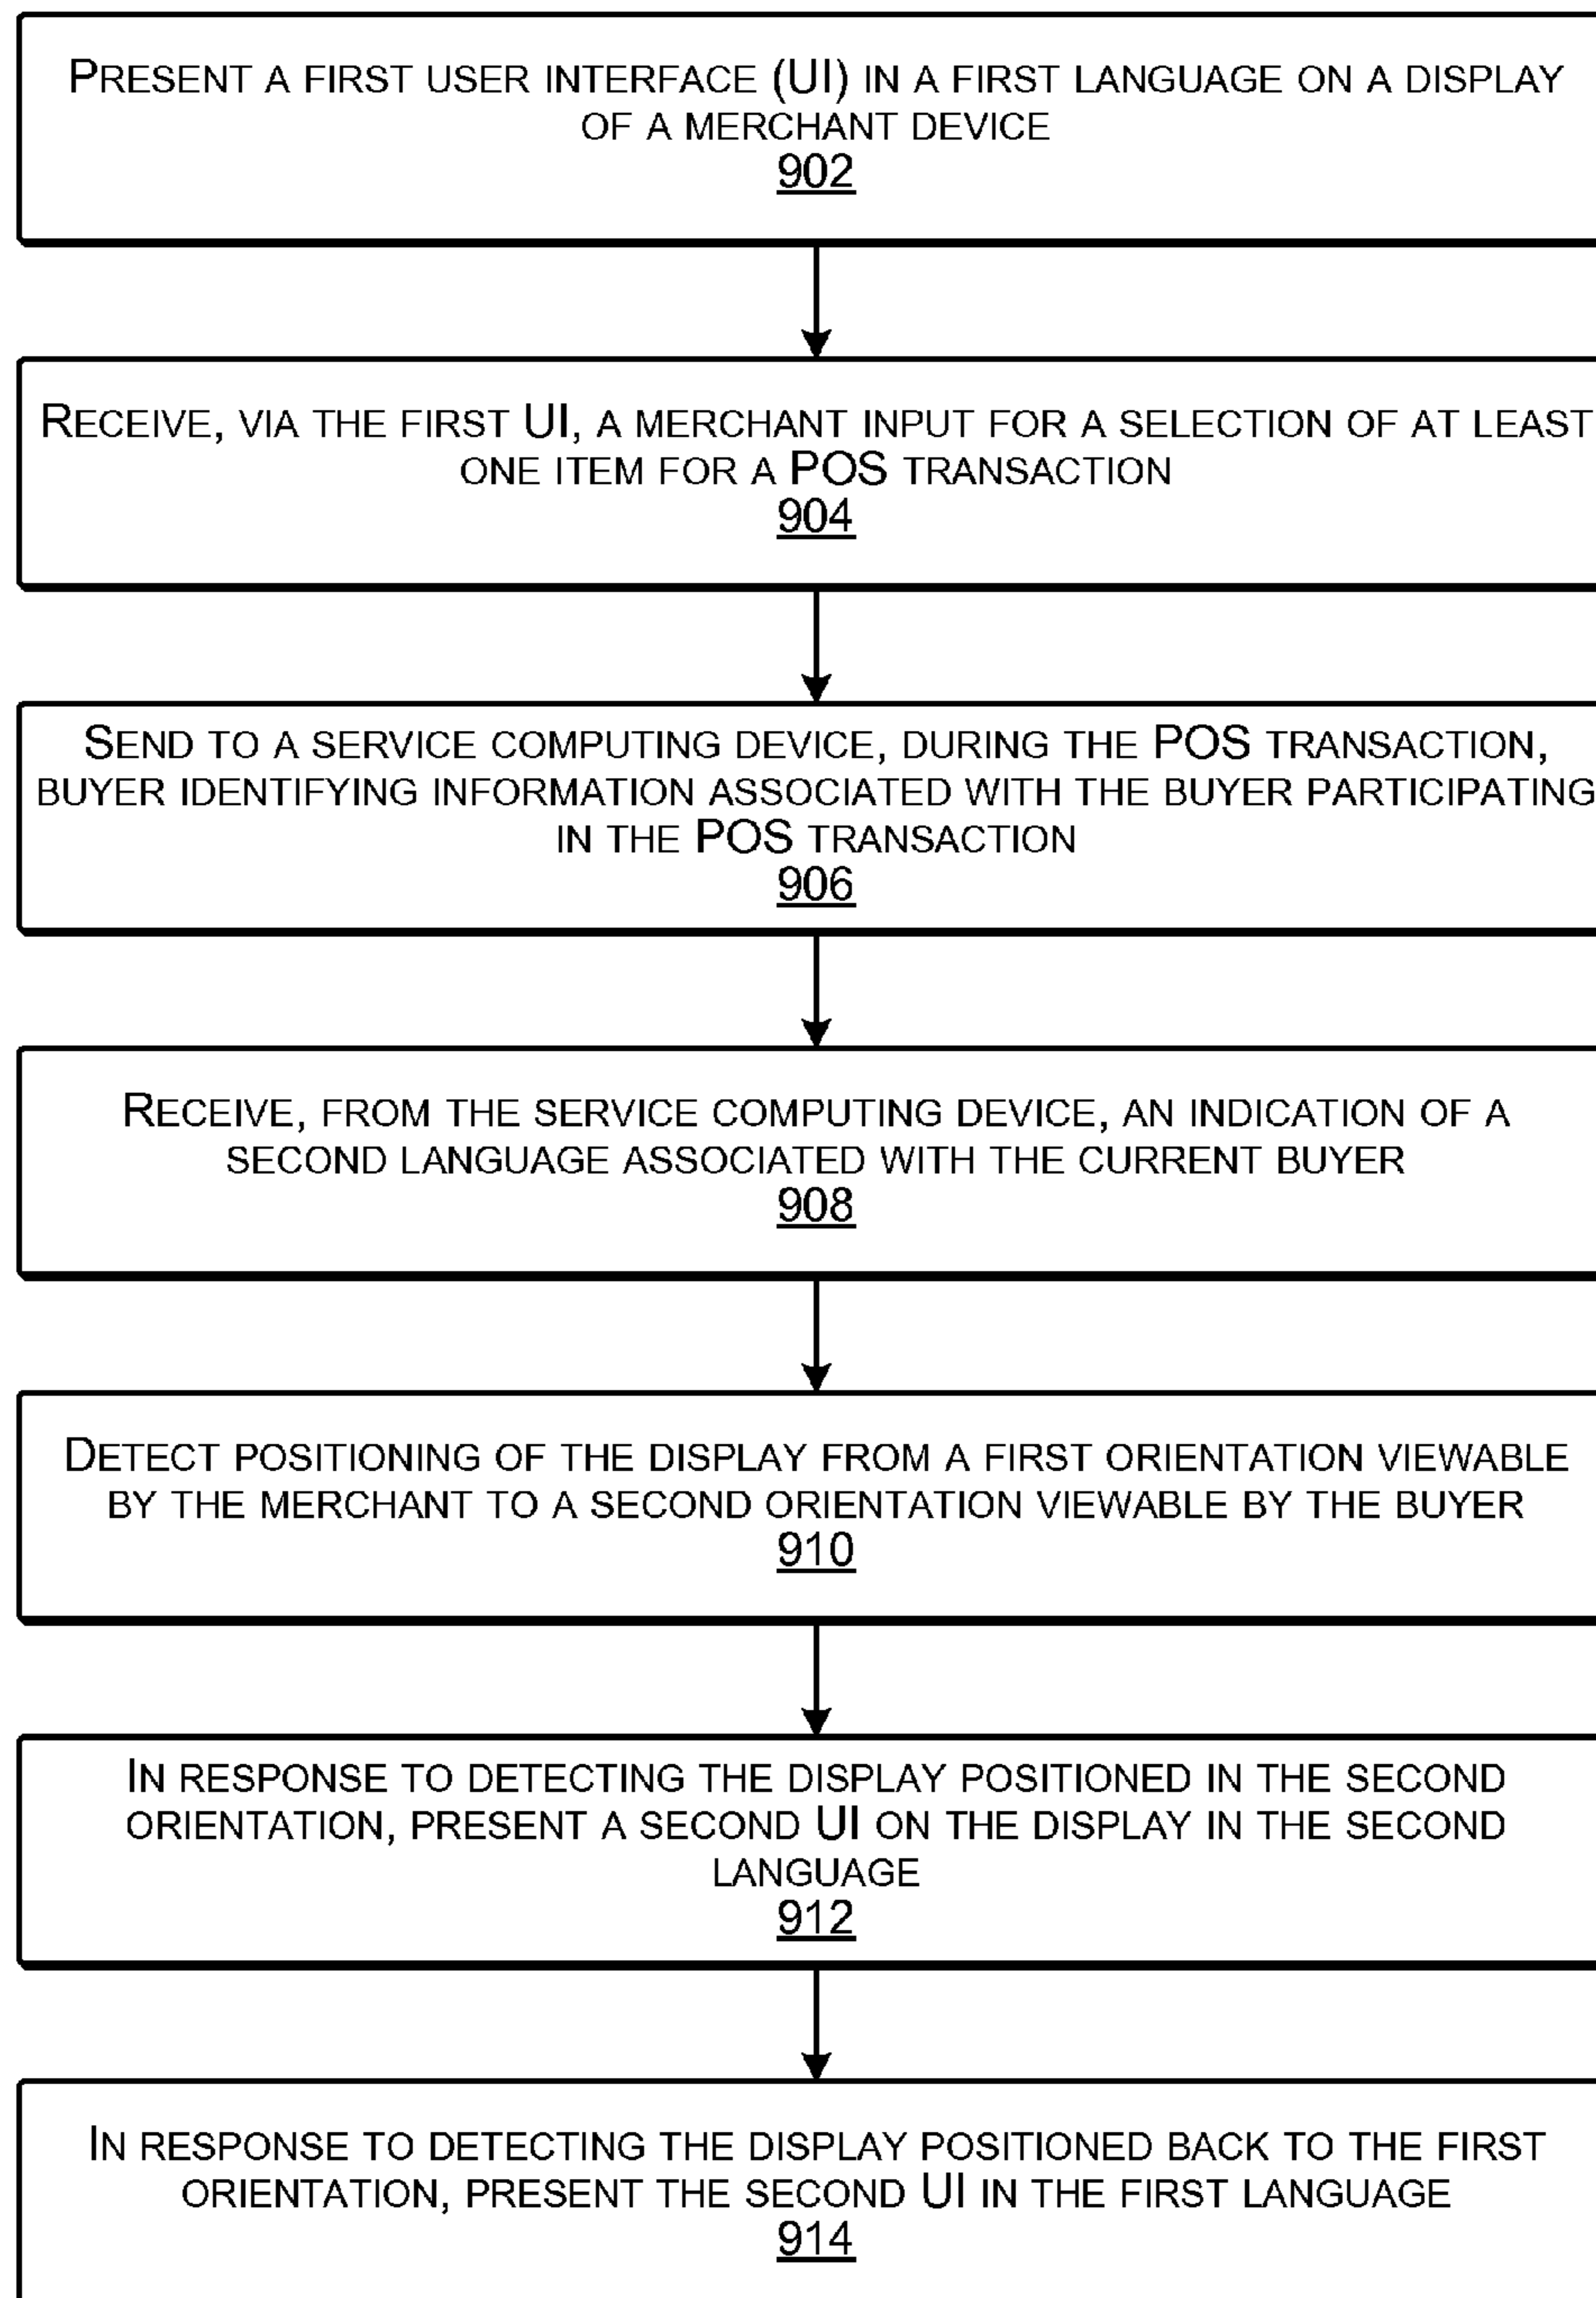 PRESENT A FIRST USER INTERFACE (UI) IN A FIRST LANGUAGE ON A DISPLAY
OF A MERCHANT DEVICE
902
RECEIVE, VIA THE FIRST UI, A MERCHANT INPUT FOR A SELECTION OF AT LEAST
ONE ITEM FOR A POS TRANSACTION
904
SEND TO A SERVICE COMPUTING DEVICE, DURING THE POS TRANSACTION,
BUYER IDENTIFYING INFORMATION ASSOCIATED WITH THE BUYER PARTICIPATING
IN THE POS TRANSACTION
906
RECEIVE, FROM THE SERVICE COMPUTING DEVICE, AN INDICATION OF A
SECOND LANGUAGE ASSOCIATED WITH THE CURRENT BUYER
908
DETECT POSITIONING OF THE DISPLAY FROM A FIRST ORIENTATION VIEWABLE
BY THE MERCHANT TO A SECOND ORIENTATION VIEWABLE BY THE BUYER
910
IN RESPONSE TO DETECTING THE DISPLAY POSITIONED IN THE SECOND
ORIENTATION, PRESENT A SECOND UI ON THE DISPLAY IN THE SECOND
LANGUAGE
912
IN RESPONSE TO DETECTING THE DISPLAY POSITIONED BACK TO THE FIRST
ORIENTATION, PRESENT THE SECOND UI IN THE FIRST LANGUAGE
914